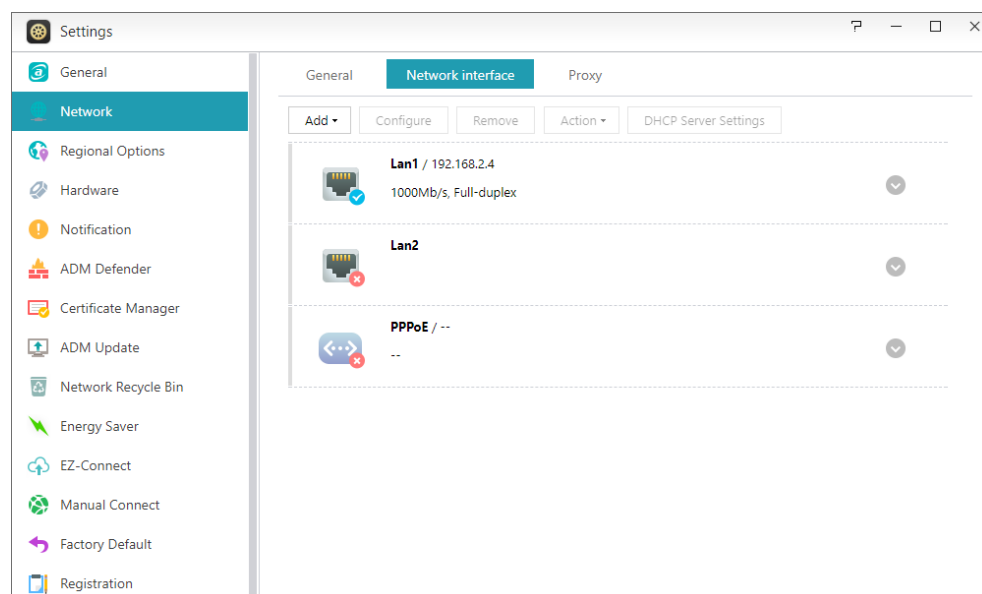 Settings
General
Network
Regional Options
Hardware
Notification
ADM Defender
Certificate Manager
ADM Update
Network Recycle Bin
Energy Saver
EZ-Connect
Manual Connect
Factory Default
Registration
General Network interface Proxy
Add Configure Remove Action DHCP Server Settings
Lan1 / 192.168.2.4
1000Mb/s, Full-duplex
Lan2
PPPoE / --
--